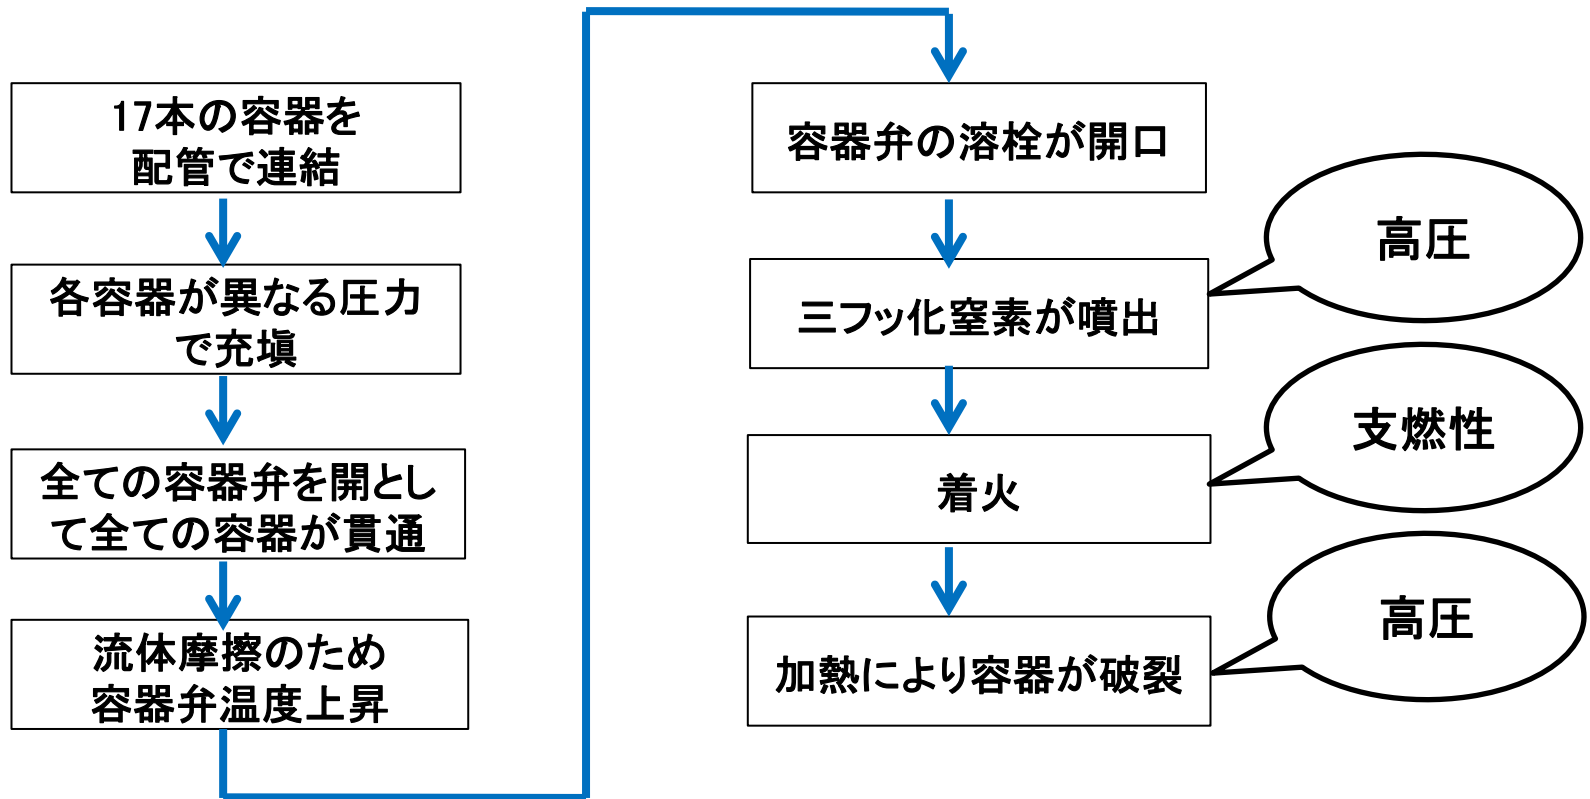 17本の容器を
配管で連結
各容器が異なる圧力
で充塡
全ての容器弁を開とし
て全ての容器が貫通
流体摩擦のため
容器弁温度上昇
容器弁の溶栓が開口
三フッ化窒素が噴出
着火
加熱により容器が破裂
高圧
支燃性
高圧